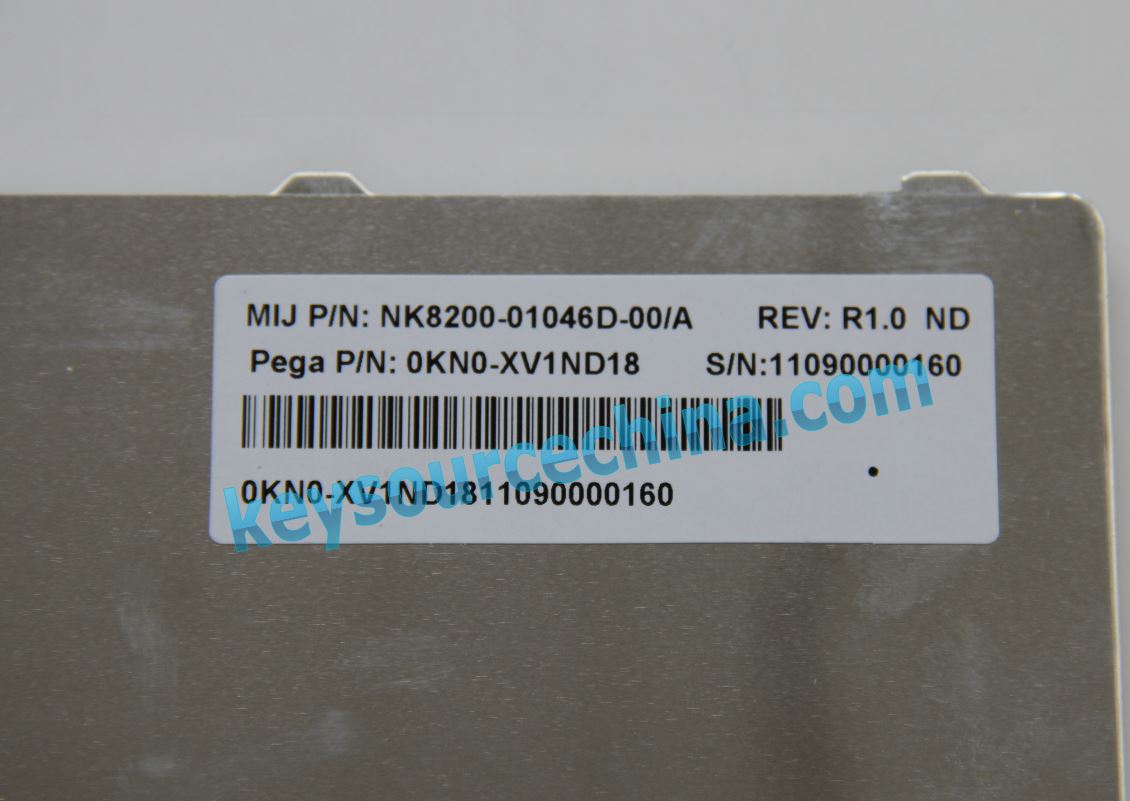 MIJ P/N: NK8200-01046D-00/A REV: R1.0 ND
Pega P/N: 0KN0-XV1ND18 S/N:11090000160
keysourcechina.com
0KN0-XV1ND1811090000160